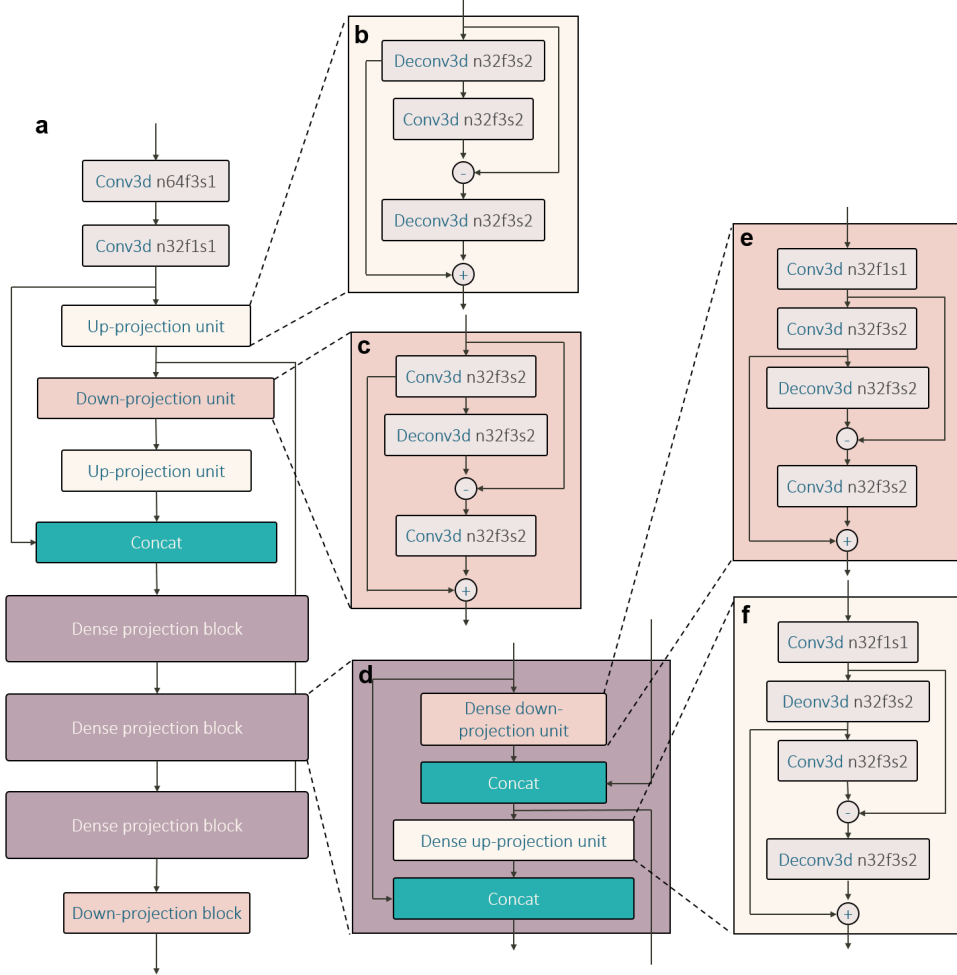 a
Conv3d n64f3s1
Conv3d n32f1s1
Up-projection unit
Down-projection unit
Up-projection unit
Concat
Dense projection block
Dense projection block
Dense projection block
Down-projection block
b
Deconv3d n32f3s2
Conv3d n32f3s2
-
Deconv3d n32f3s2
+
c
Conv3d n32f3s2
Deconv3d n32f3s2
-
Conv3d n32f3s2
+
d
Dense down-
projection unit
Concat
Dense up-projection unit
Concat
e
Conv3d n32f1s1
Conv3d n32f3s2
Deconv3d n32f3s2
-
Conv3d n32f3s2
+
f
Conv3d n32f1s1
Deonv3d n32f3s2
Conv3d n32f3s2
-
Deconv3d n32f3s2
+